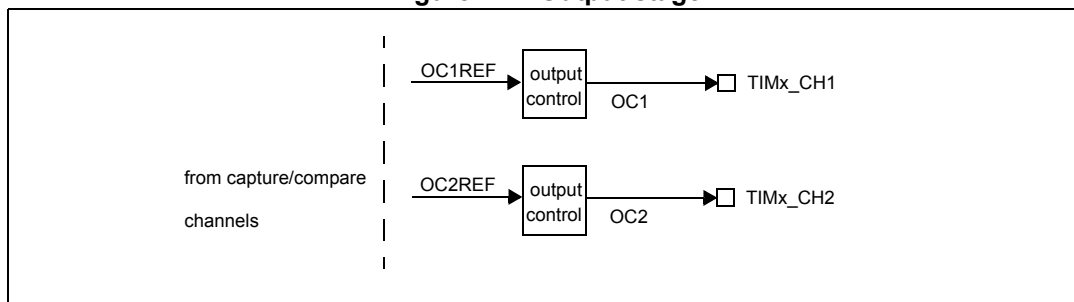 OC1REF
output
control
OC1
TIMx_CH1
from capture/compare
channels
OC2REF
output
control
OC2
TIMx_CH2